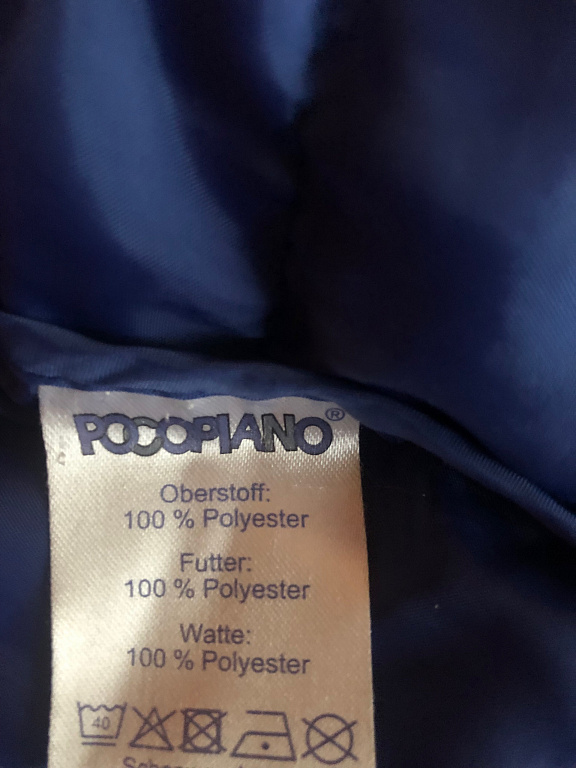 POCOPIANO®
Oberstoff:
100 % Polyester
Futter:
100 % Polyester
Watte:
100 % Polyester
40